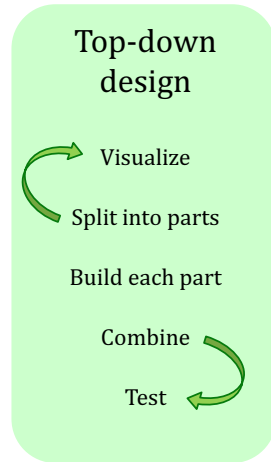 Top-down
design
Visualize
Split into parts
Build each part
Combine
Test